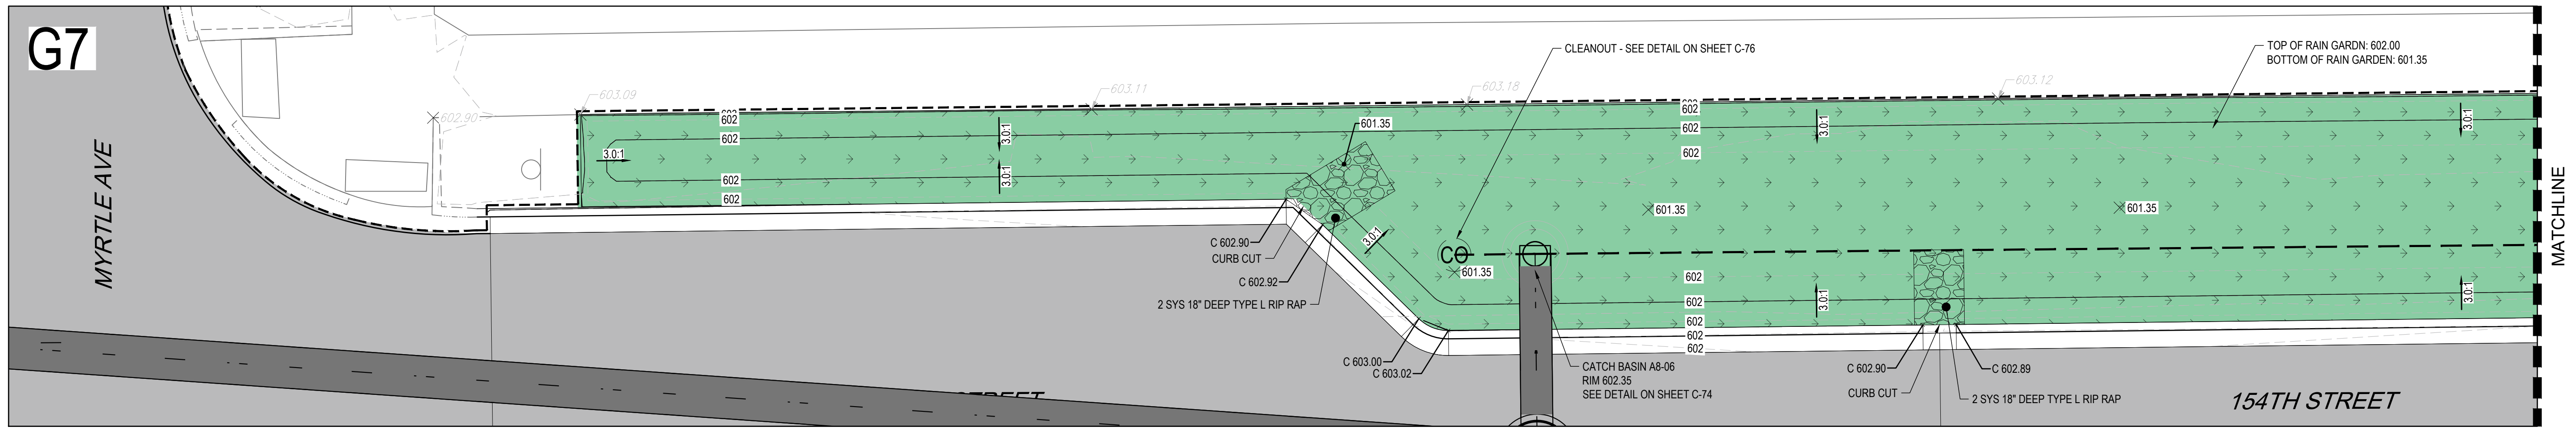 G7
MYRTLE AVE
602.90
603.09
603.11
603.18
603.12
CLEANOUT - SEE DETAIL ON SHEET C-76
TOP OF RAIN GARDN: 602.00
BOTTOM OF RAIN GARDEN: 601.35
602
602
602
602
3.0:1
3.0:1
3.0:1
601.35
602
602
602
3.0:1
3.0:1
601.35
601.35
C 602.90
CURB CUT
C 602.92
2 SYS 18" DEEP TYPE L RIP RAP
3.0:1
CO
601.35
602
602
602
602
3.0:1
3.0:1
C 603.00
C 603.02
CATCH BASIN A8-06
RIM 602.35
SEE DETAIL ON SHEET C-74
C 602.90
CURB CUT
C 602.89
2 SYS 18" DEEP TYPE L RIP RAP
154TH STREET
MATCHLINE